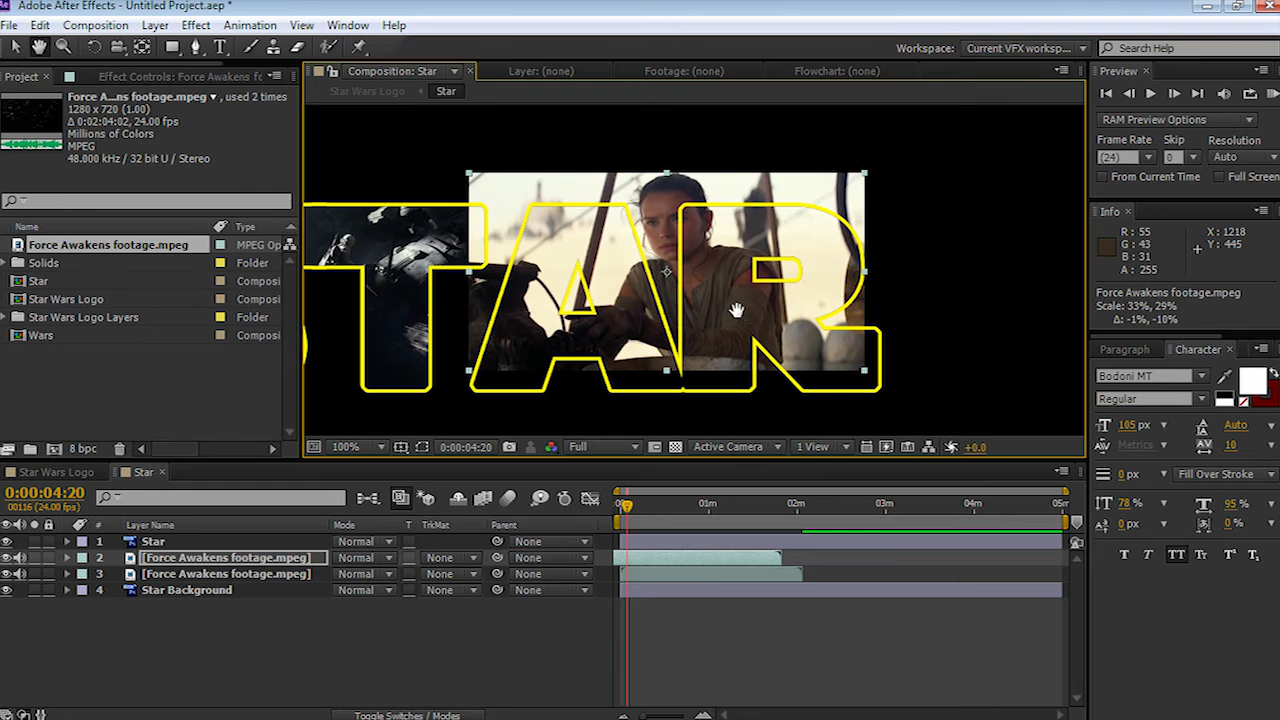 Adobe After Effects - Untitled Project.aep *
File Edit Composition Layer Effect Animation View Window Help
Workspace: Current VFX worksp... Search Help
Project Effect Controls: Force Awakens fo
Force A...ns footage.mpeg, used 2 times
1280 x 720 (1.00)
Δ 0:02:04:02, 24.00 fps
Millions of Colors
MPEG
48.000 kHz / 32 bit U / Stereo
Name Type
Force Awakens footage.mpeg MPEG Op
Solids Folder
Star Composi
Star Wars Logo Composi
Star Wars Logo Layers Folder
Wars Composi
8 bpc
Composition: Star Layer: (none) Footage: (none) Flowchart: (none)
Star Wars Logo Star
TAR
100% 0:00:04:20 Full Active Camera 1 View +0.0
Preview
RAM Preview Options
Frame Rate Skip Resolution
(24) 0 Auto
From Current Time Full Screen
Info
R: 55 X: 1218
G: 43 Y: 445
B: 31
A: 255
Force Awakens footage.mpeg
Scale: 33%, 29%
Δ: -1%, -10%
Paragraph Character
Bodoni MT
Regular
105 px Auto
Metrics 10
0 px Fill Over Stroke
78 % 95 %
0 px 0 %
T T TT Tr T¹ T₁
Star Wars Logo Star
0:00:04:20
00116 (24.00 fps)
01m 02m 03m 04m 05m
# Layer Name Mode T TrkMat Parent
1 Star Normal None
2 [Force Awakens footage.mpeg] Normal None None
3 [Force Awakens footage.mpeg] Normal None None
4 Star Background Normal None None
Toggle Switches / Modes